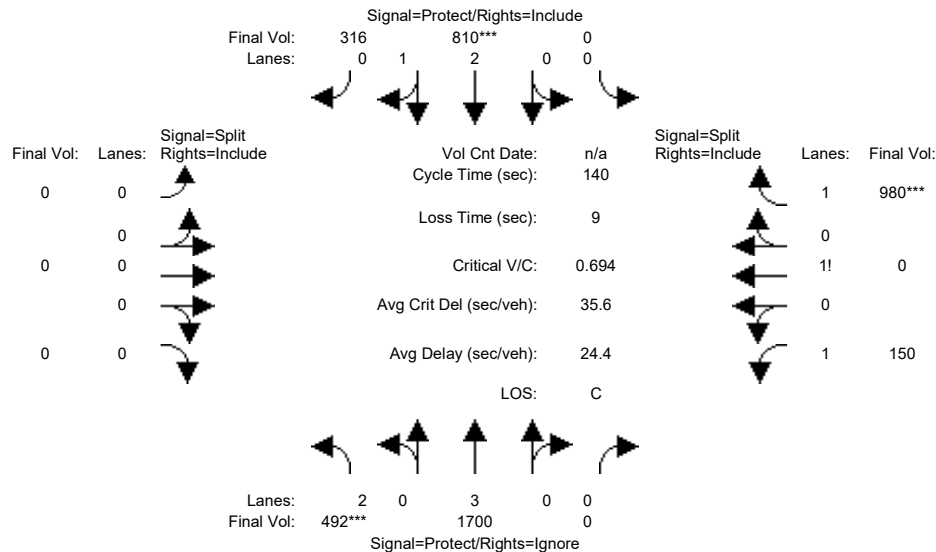 Signal=Protect/Rights=Include
Final Vol: 316 810*** 0
Lanes: 0 1 2 0 0
Signal=Split Signal=Split
Final Vol: Lanes: Rights=Include Vol Cnt Date: n/a Rights=Include Lanes: Final Vol:
Cycle Time (sec): 140
0 0 1 980***
Loss Time (sec): 9
0 0
0 0 Critical V/C: 0.694 1! 0
0 Avg Crit Del (sec/veh): 35.6 0
0 0 Avg Delay (sec/veh): 24.4 1 150
LOS: C
Lanes: 2 0 3 0 0
Final Vol: 492*** 1700 0
Signal=Protect/Rights=Ignore